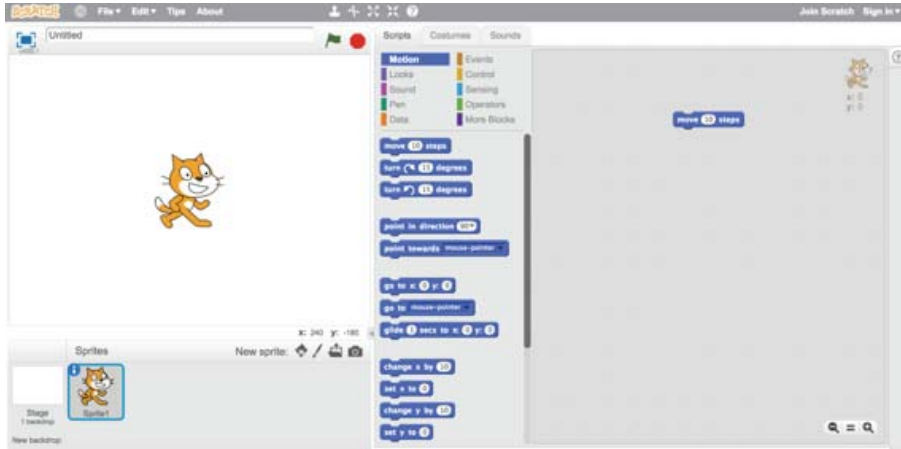 SCRATCH File Edit Tips About Join Scratch Sign in
Untitled
Scripts Costumes Sounds
Motion Events
Looks Control
Sound Sensing
Pen Operators
Data More Blocks
x: 0
y: 0
move 10 steps
move 10 steps
turn 15 degrees
turn 15 degrees
point in direction 90
point towards mouse-pointer
go to x: 0 y: 0
go to mouse-pointer
glide 1 secs to x: 0 y: 0
change x by 10
set x to 0
change y by 10
set y to 0
x: 240 y: -180
Sprites New sprite:
Stage
1 backdrop
Sprite1
New backdrop: